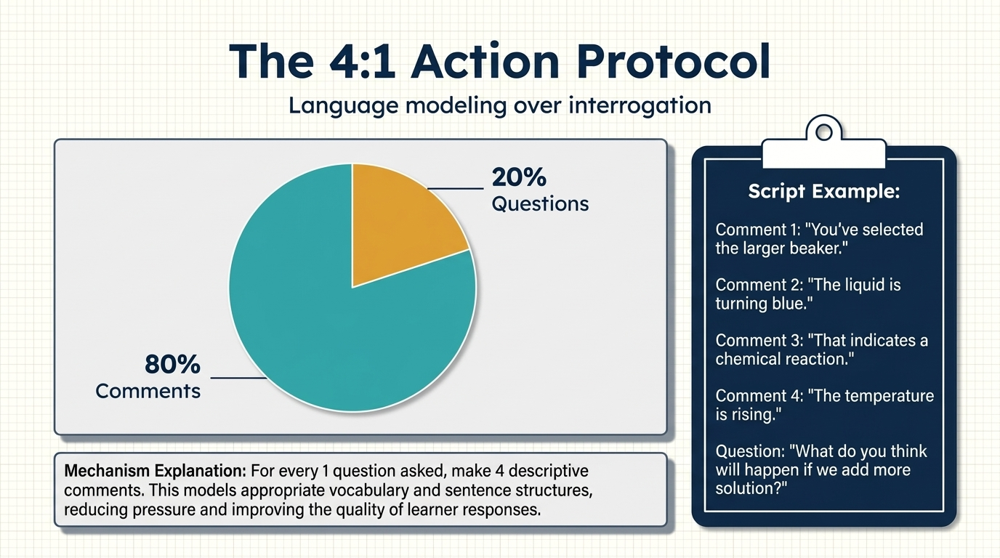 The 4:1 Action Protocol
Language modeling over interrogation
20%
Questions
80%
Comments
Mechanism Explanation: For every 1 question asked, make 4 descriptive
comments. This models appropriate vocabulary and sentence structures,
reducing pressure and improving the quality of learner responses.
Script Example:
Comment 1: "You've selected
the larger beaker."
Comment 2: "The liquid is
turning blue."
Comment 3: "That indicates a
chemical reaction."
Comment 4: "The temperature
is rising."
Question: "What do you think
will happen if we add more
solution?"